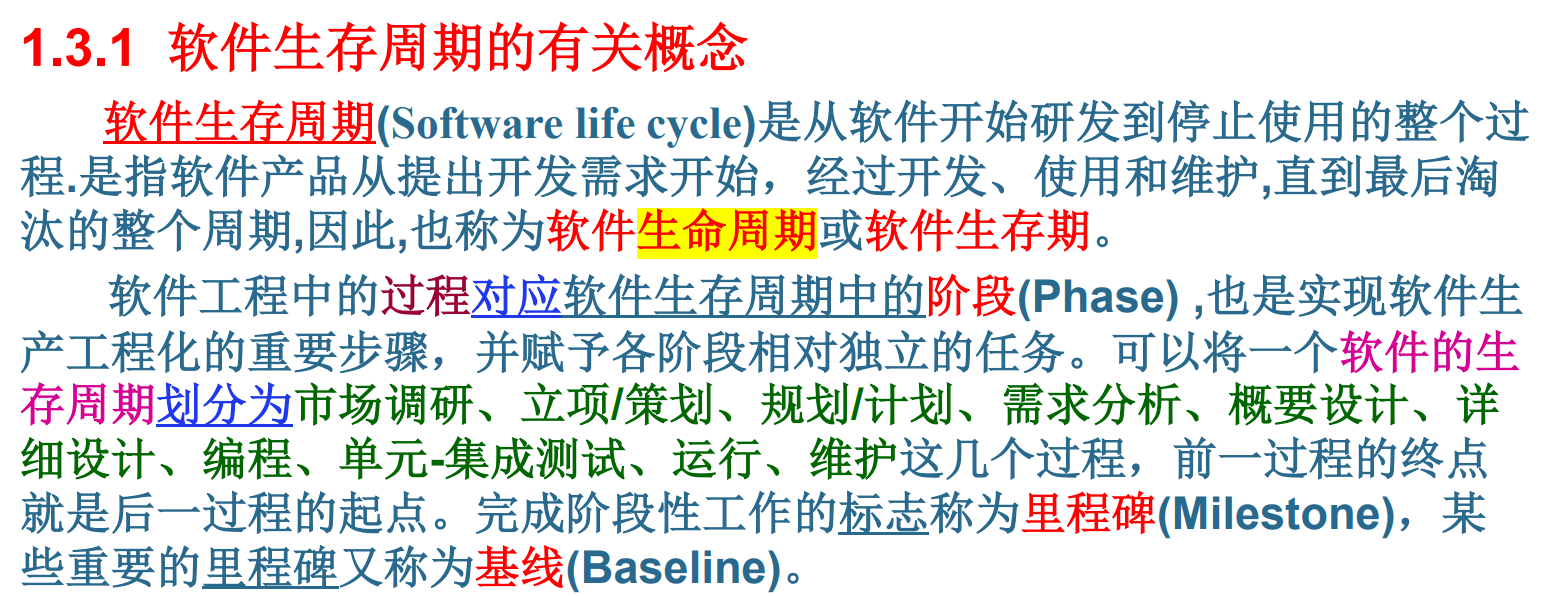 1.3.1 软件生存周期的有关概念
软件生存周期(Software life cycle)是从软件开始研发到停止使用的整个过
程.是指软件产品从提出开发需求开始，经过开发、使用和维护,直到最后淘
汰的整个周期,因此,也称为软件生命周期或软件生存期。
软件工程中的过程对应软件生存周期中的阶段(Phase) ,也是实现软件生
产工程化的重要步骤，并赋予各阶段相对独立的任务。可以将一个软件的生
存周期划分为市场调研、立项/策划、规划/计划、需求分析、概要设计、详
细设计、编程、单元-集成测试、运行、维护这几个过程，前一过程的终点
就是后一过程的起点。完成阶段性工作的标志称为里程碑(Milestone)，某
些重要的里程碑又称为基线(Baseline)。